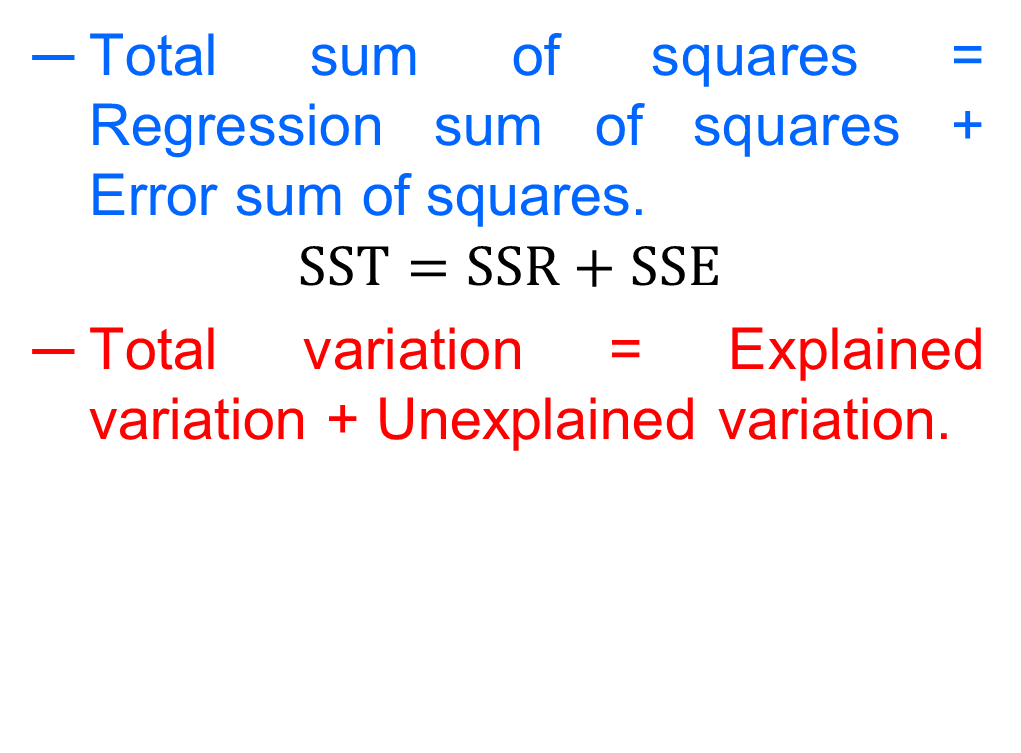 — Total sum of squares =
Regression sum of squares +
Error sum of squares.
SST = SSR + SSE
— Total variation = Explained
variation + Unexplained variation.